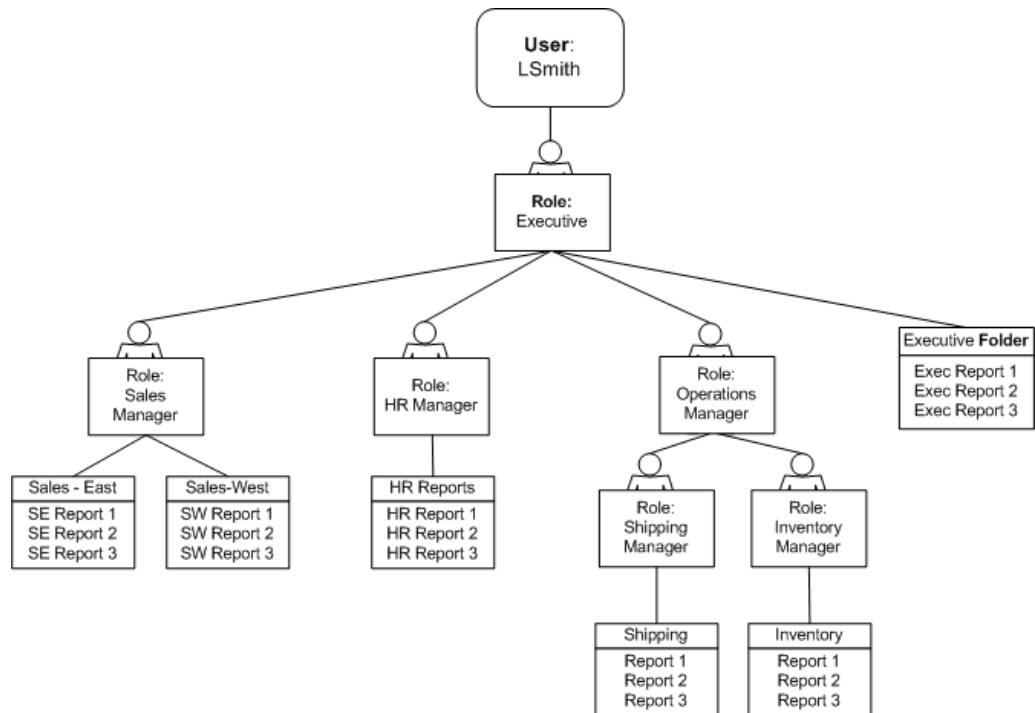 User:
LSmith
Role:
Executive
Role:
Sales
Manager
Role:
HR Manager
Role:
Operations
Manager
Executive Folder
Exec Report 1
Exec Report 2
Exec Report 3
Sales - East
SE Report 1
SE Report 2
SE Report 3
Sales-West
SW Report 1
SW Report 2
SW Report 3
HR Reports
HR Report 1
HR Report 2
HR Report 3
Role:
Shipping
Manager
Role:
Inventory
Manager
Shipping
Report 1
Report 2
Report 3
Inventory
Report 1
Report 2
Report 3